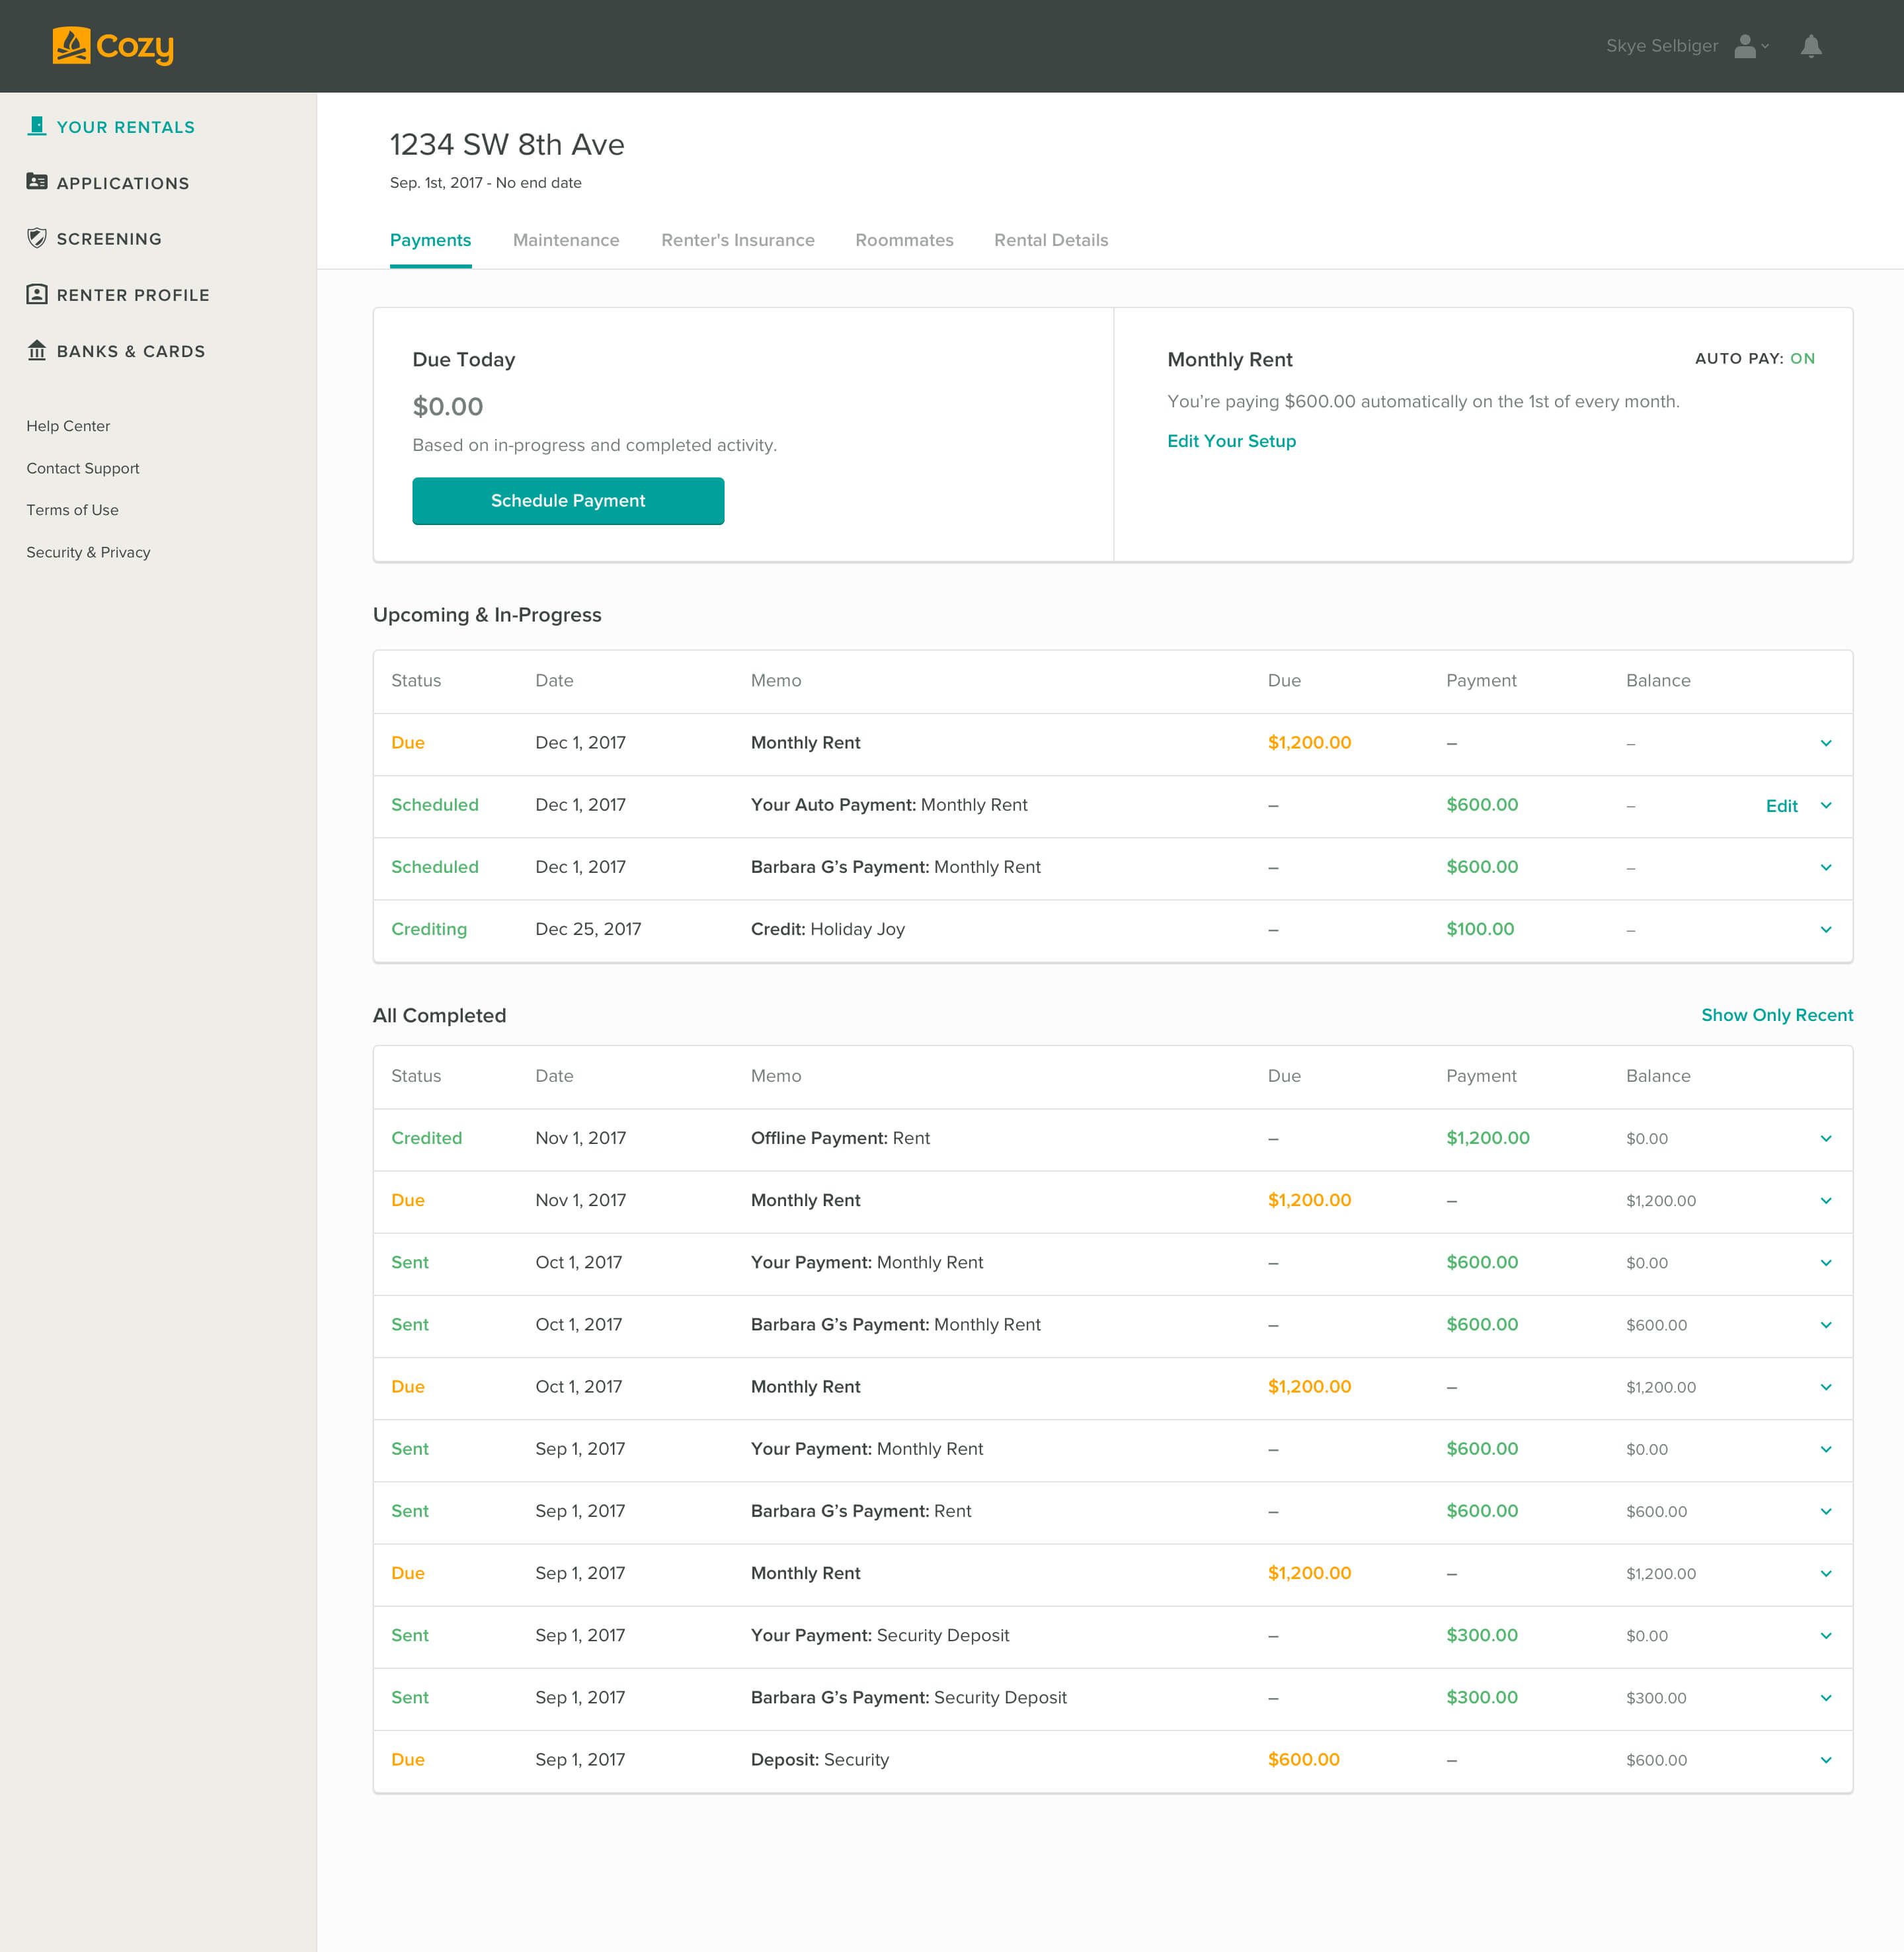 Cozy
Skye Selbiger
YOUR RENTALS
APPLICATIONS
SCREENING
RENTER PROFILE
BANKS & CARDS
Help Center
Contact Support
Terms of Use
Security & Privacy
1234 SW 8th Ave
Sep. 1st, 2017 - No end date
Payments Maintenance Renter's Insurance Roommates Rental Details
Due Today
$0.00
Based on in-progress and completed activity.
Schedule Payment
Monthly Rent AUTO PAY: ON
You’re paying $600.00 automatically on the 1st of every month.
Edit Your Setup
Upcoming & In-Progress
Status Date Memo Due Payment Balance
Due Dec 1, 2017 Monthly Rent $1,200.00 – –
Scheduled Dec 1, 2017 Your Auto Payment: Monthly Rent – $600.00 – Edit
Scheduled Dec 1, 2017 Barbara G’s Payment: Monthly Rent – $600.00 –
Crediting Dec 25, 2017 Credit: Holiday Joy – $100.00 –
All Completed Show Only Recent
Status Date Memo Due Payment Balance
Credited Nov 1, 2017 Offline Payment: Rent – $1,200.00 $0.00
Due Nov 1, 2017 Monthly Rent $1,200.00 – $1,200.00
Sent Oct 1, 2017 Your Payment: Monthly Rent – $600.00 $0.00
Sent Oct 1, 2017 Barbara G’s Payment: Monthly Rent – $600.00 $600.00
Due Oct 1, 2017 Monthly Rent $1,200.00 – $1,200.00
Sent Sep 1, 2017 Your Payment: Monthly Rent – $600.00 $0.00
Sent Sep 1, 2017 Barbara G’s Payment: Rent – $600.00 $600.00
Due Sep 1, 2017 Monthly Rent $1,200.00 – $1,200.00
Sent Sep 1, 2017 Your Payment: Security Deposit – $300.00 $0.00
Sent Sep 1, 2017 Barbara G’s Payment: Security Deposit – $300.00 $300.00
Due Sep 1, 2017 Deposit: Security $600.00 – $600.00